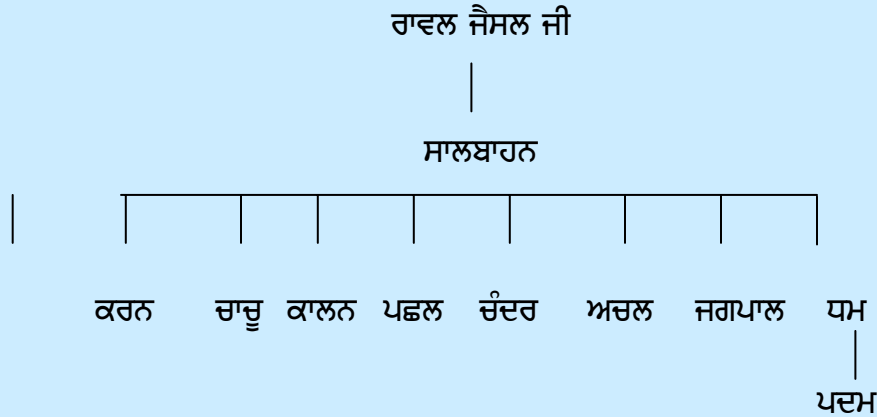 ਰਾਵਲ ਜੈਸਲ ਜੀ
ਸਾਲਬਾਹਨ
ਕਰਨ ਚਾਚੂ ਕਾਲਨ ਪਛਲ ਚੰਦਰ ਅਚਲ ਜਗਪਾਲ ਧਮ
ਪਦਮ